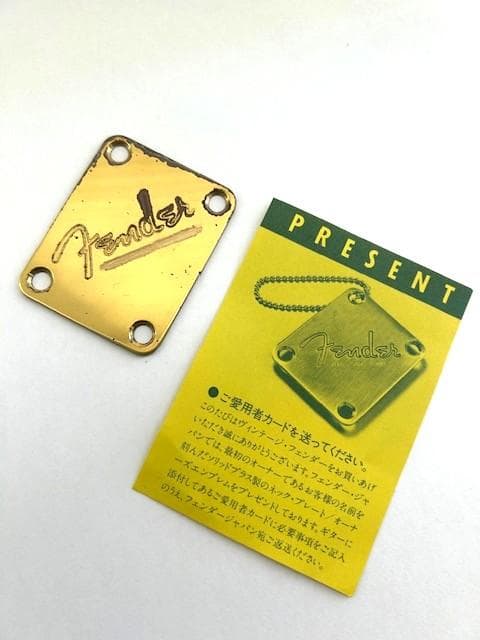 Fender
PRESENT
Fender
●ご愛用者カードを送ってください。
このたびはヴィンテージ・フェンダーをお買いあげ
いただき誠にありがとうございます。フェンダー・ジャ
パンでは、最初のオーナーであるお客様の名前を
刻んだソリッドブラス製のネック・プレート／オーナ
ーズエンブレムをプレゼントしております。ギターに
添付してあるご愛用者カードに必要事項をご記入
のうえ、フェンダージャパン宛ご返送ください。